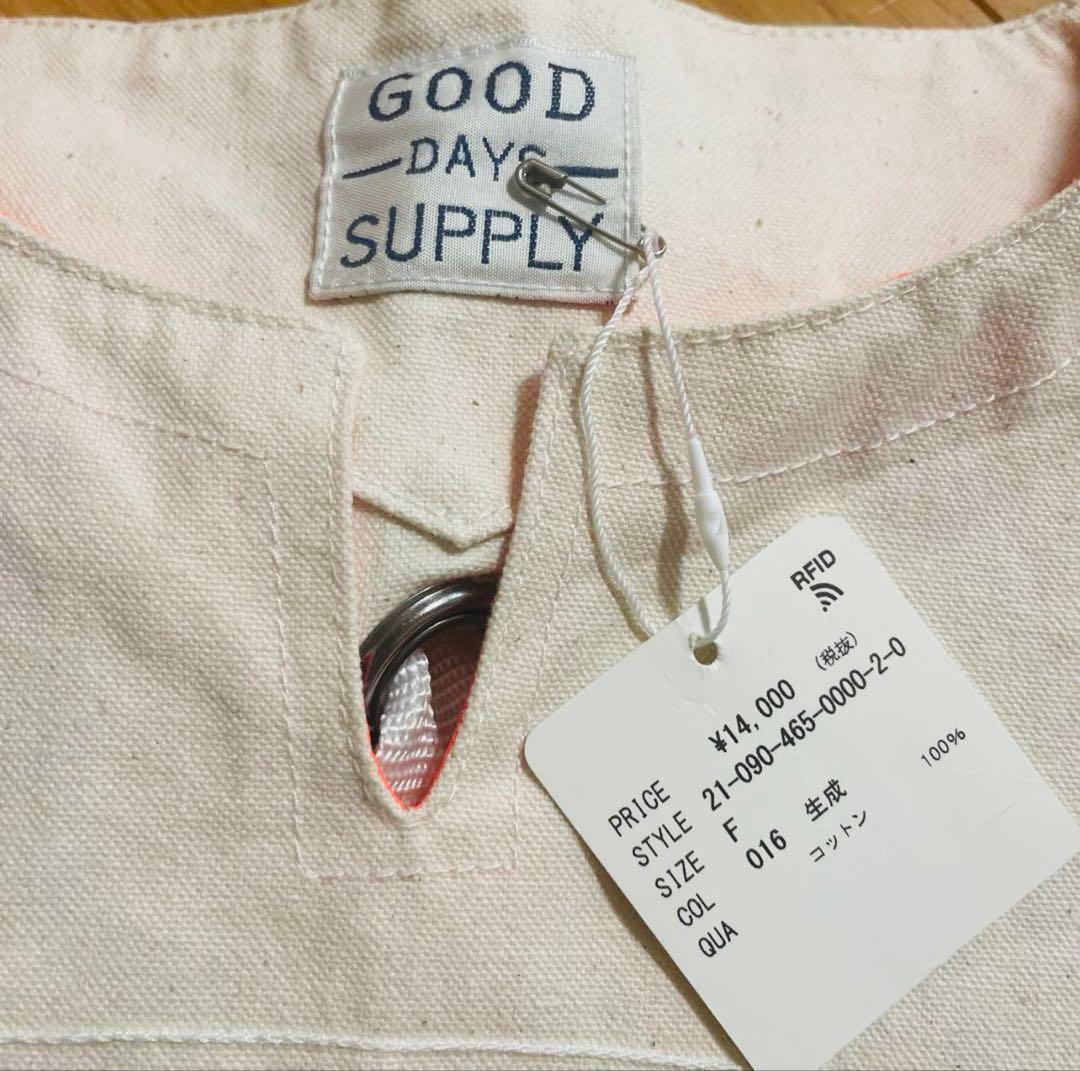 GOOD
DAYS
SUPPLY
RFID
(税抜)
PRICE ¥14,000
STYLE 21-090-465-0000-2-0
SIZE F
COL 016 生成
QUA コットン 100%